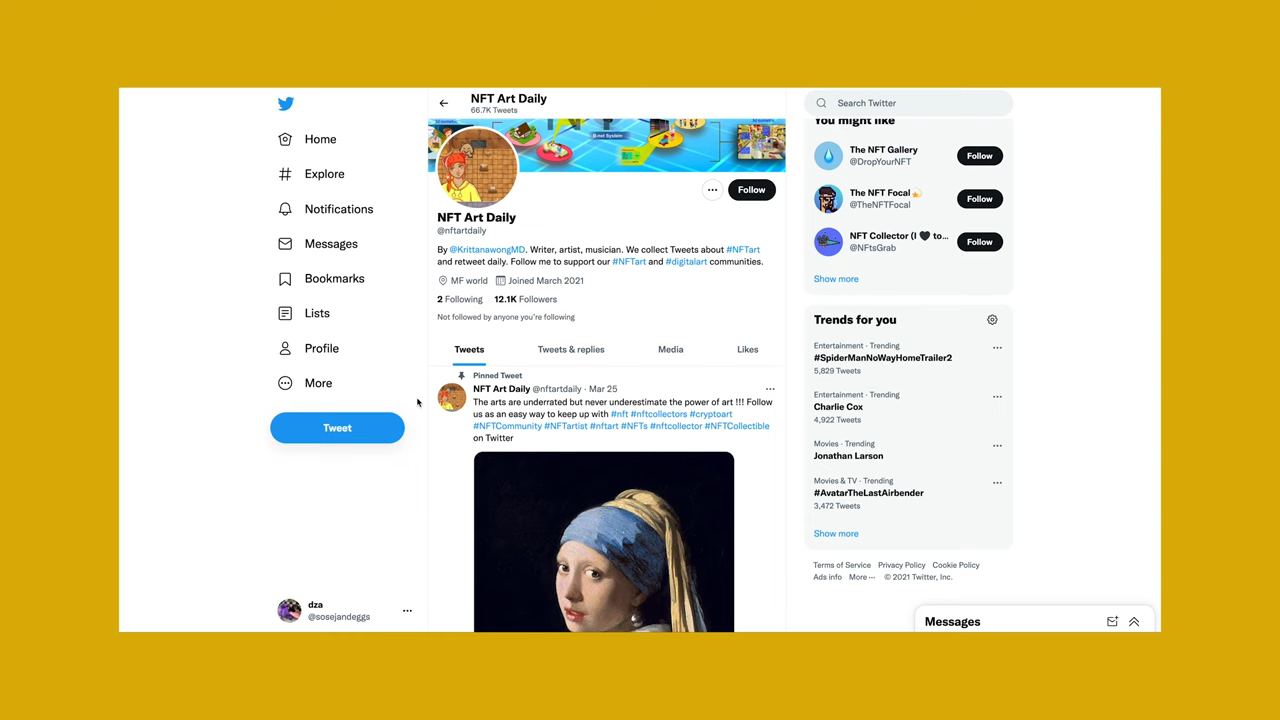 Home
Explore
Notifications
Messages
Bookmarks
Lists
Profile
More
Tweet
dza
@sosejandeggs
NFT Art Daily
66.7K Tweets
B-net System
Follow
NFT Art Daily
@nftartdaily
By @KrittanawongMD. Writer, artist, musician. We collect Tweets about #NFTart
and retweet daily. Follow me to support our #NFTart and #digitalart communities.
MF world Joined March 2021
2 Following 12.1K Followers
Not followed by anyone you're following
Tweets Tweets & replies Media Likes
Pinned Tweet
NFT Art Daily @nftartdaily · Mar 25
The arts are underrated but never underestimate the power of art !!! Follow
us as an easy way to keep up with #nft #nftcollectors #cryptoart
#NFTCommunity #NFTartist #nftart #NFTs #nftcollector #NFTCollectible
on Twitter
Search Twitter
You might like
The NFT Gallery
@DropYourNFT
Follow
The NFT Focal
@TheNFTFocal
Follow
NFT Collector (I 🖤 to...
@NFTsGrab
Follow
Show more
Trends for you
Entertainment · Trending
#SpiderManNoWayHomeTrailer2
5,829 Tweets
Entertainment · Trending
Charlie Cox
4,922 Tweets
Movies · Trending
Jonathan Larson
Movies & TV · Trending
#AvatarTheLastAirbender
3,472 Tweets
Show more
Terms of Service Privacy Policy Cookie Policy
Ads info More ··· © 2021 Twitter, Inc.
Messages